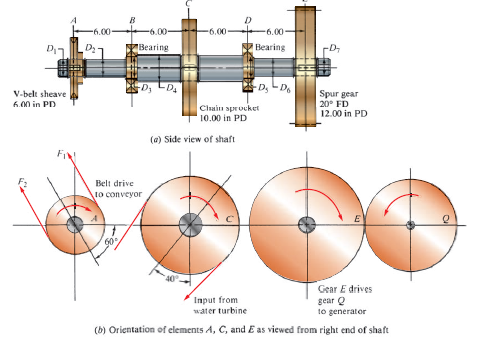 A
B
C
D
6.00
6.00
6.00
6.00
D1
D2
Bearing
Bearing
D7
D3
D4
D5
D6
V-belt sheave
6.00 in PD
Chain sprocket
10.00 in PD
Spur gear
20° FD
12.00 in PD
(a) Side view of shaft
F1
F2
Belt drive
to conveyor
A
C
E
Q
60°
40°
Input from
water turbine
Gear E drives
gear Q
to generator
(b) Orientation of elements A, C, and E as viewed from right end of shaft